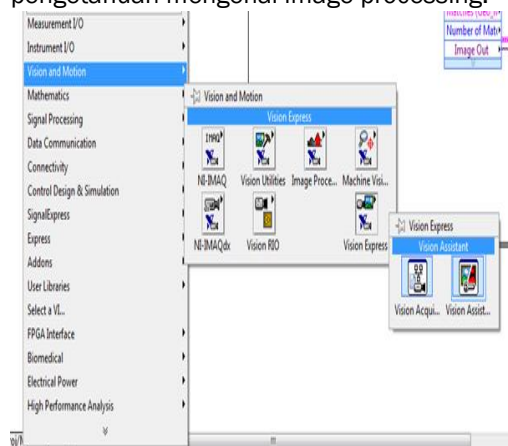 pengetahuan mengenai image processing.
Measurement I/O
Instrument I/O
Vision and Motion
Mathematics
Signal Processing
Data Communication
Connectivity
Control Design & Simulation
SignalExpress
Express
Addons
User Libraries
Select a VI...
FPGA Interface
Biomedical
Electrical Power
High Performance Analysis
Vision and Motion
Vision Express
IMAQ
NI-IMAQ
Vision Utilities
Image Proce...
Machine Visi...
NI-IMAQdx
Vision RIO
Vision Express
Vision Express
Vision Assistant
Vision Acqui...
Vision Assist...
Number of Matc
Image Out